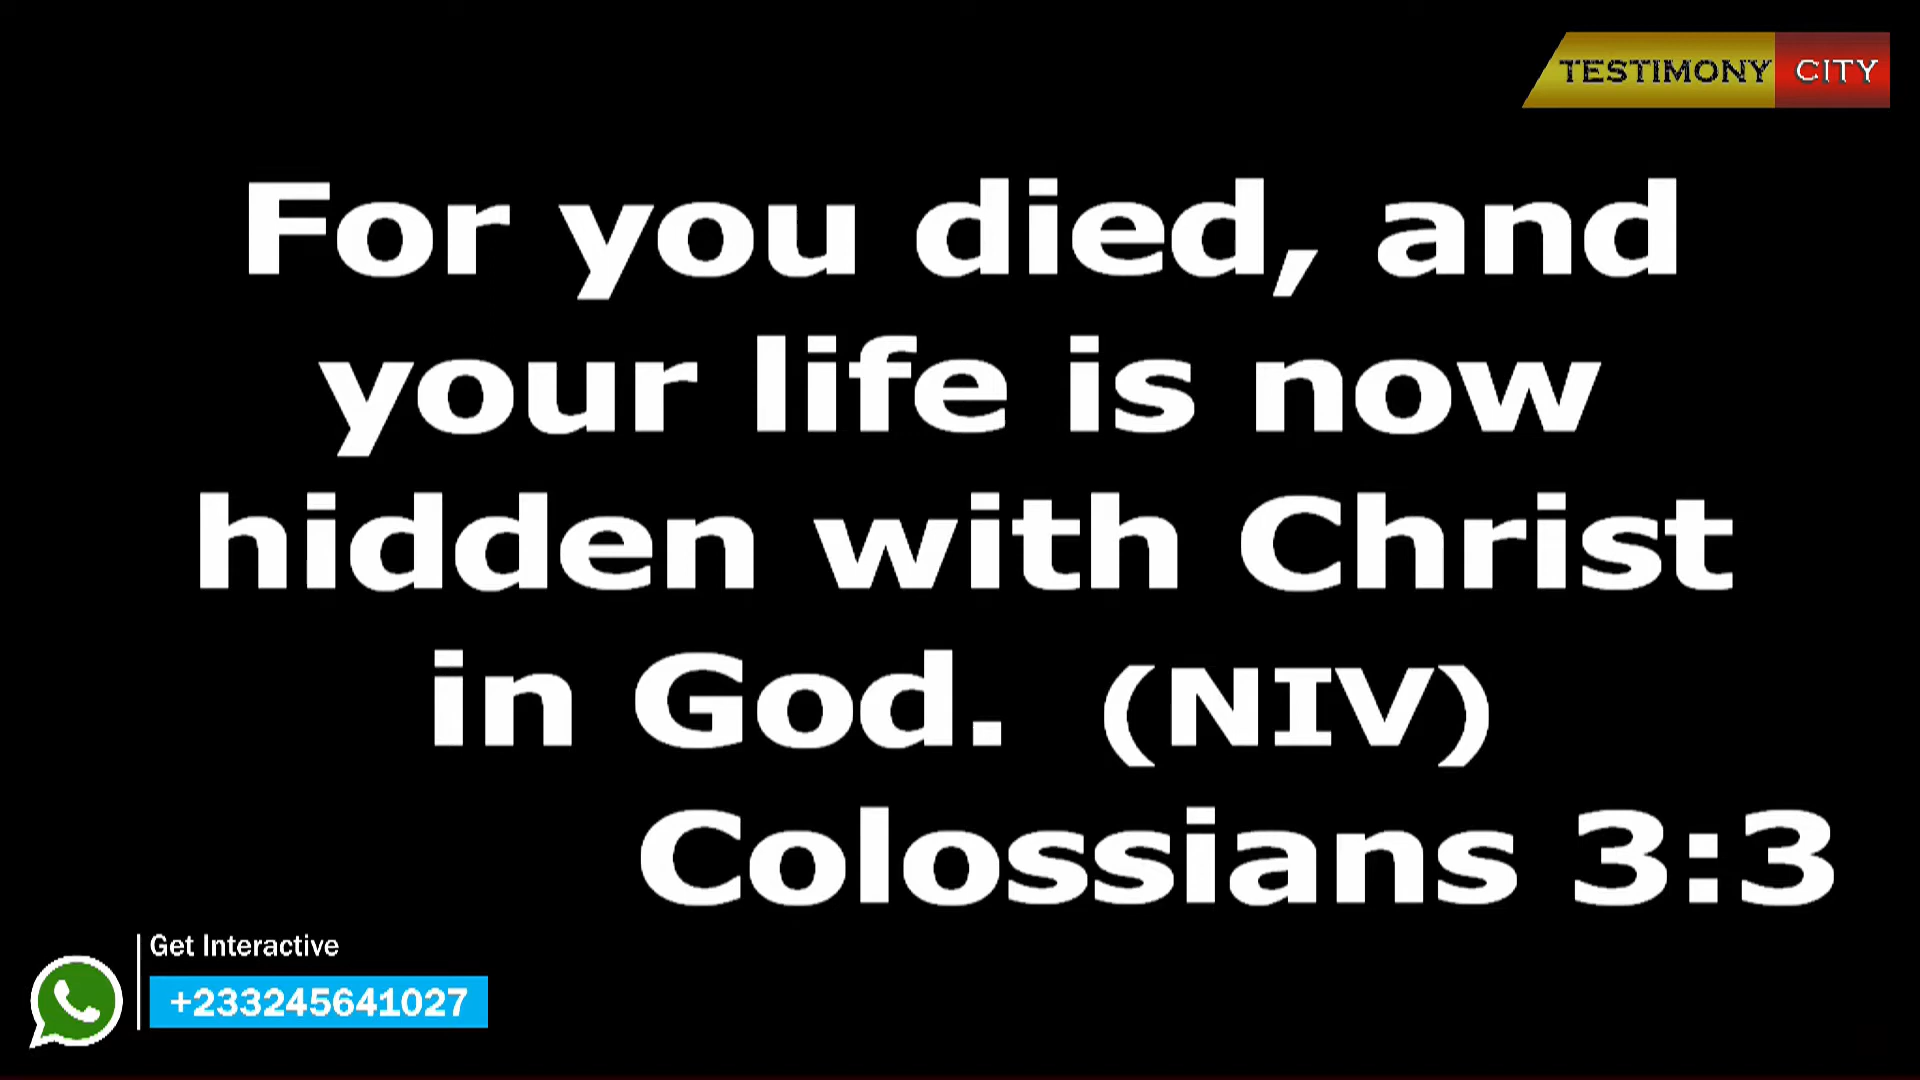 TESTIMONY CITY
For you died, and
your life is now
hidden with Christ
in God. (NIV)
Colossians 3:3
Get Interactive
+233245641027